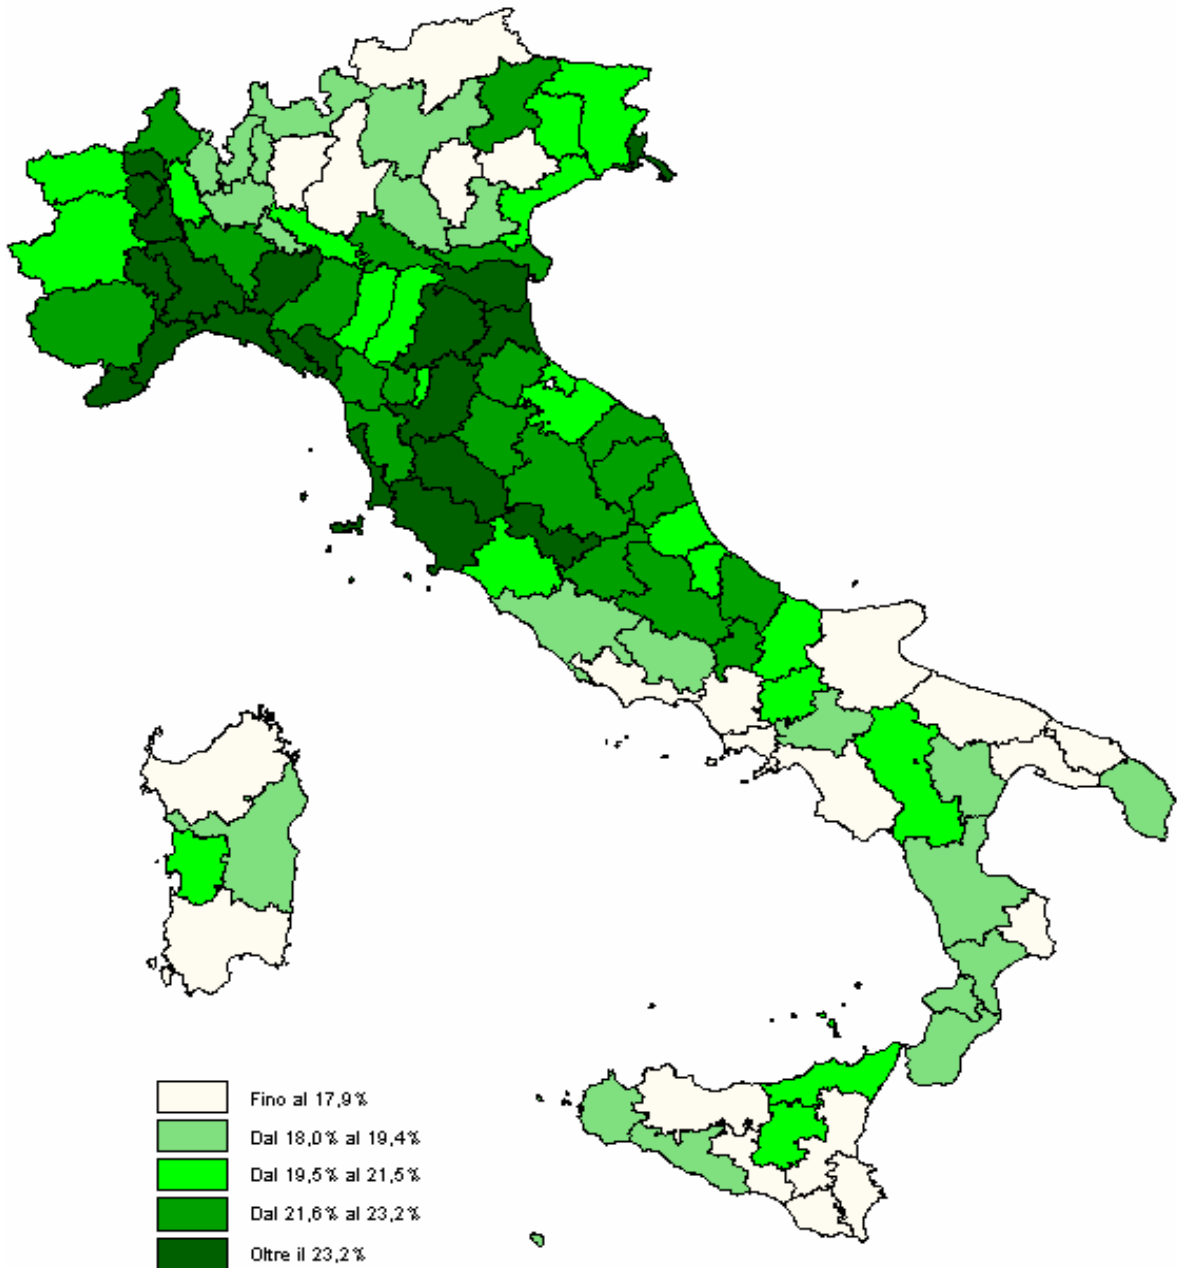 Fino al 17,9%
Dal 18,0% al 19,4%
Dal 19,5% al 21,5%
Dal 21,6% al 23,2%
Oltre il 23,2%